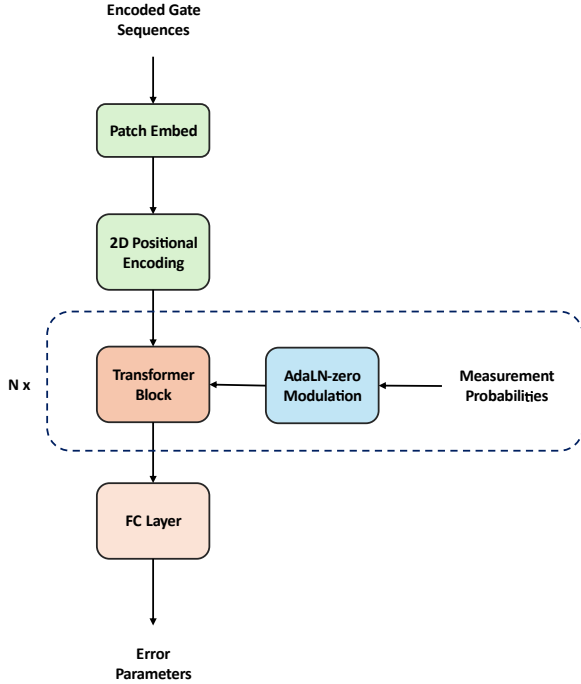 Encoded Gate
Sequences
Patch Embed
2D Positional
Encoding
N x
Transformer
Block
AdaLN-zero
Modulation
Measurement
Probabilities
FC Layer
Error
Parameters